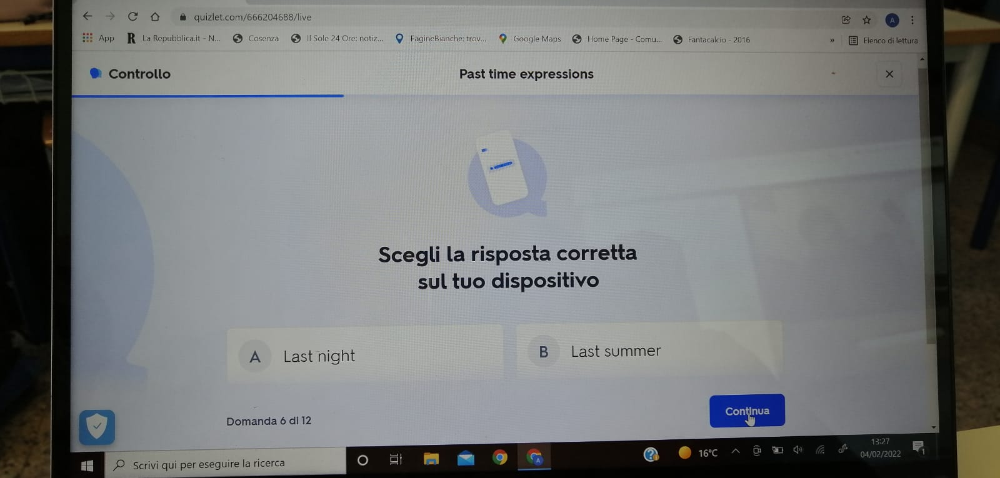 quizlet.com/666204688/live
A
App
La Repubblica.it - N...
Cosenza
Il Sole 24 Ore: notiz...
PagineBianche: trov...
Google Maps
Home Page - Comu...
Fantacalcio - 2016
»
Elenco di lettura
Controllo
Past time expressions
Scegli la risposta corretta
sul tuo dispositivo
A Last night
B Last summer
Domanda 6 di 12
Continua
Scrivi qui per eseguire la ricerca
A
16°C
13:27
04/02/2022
1